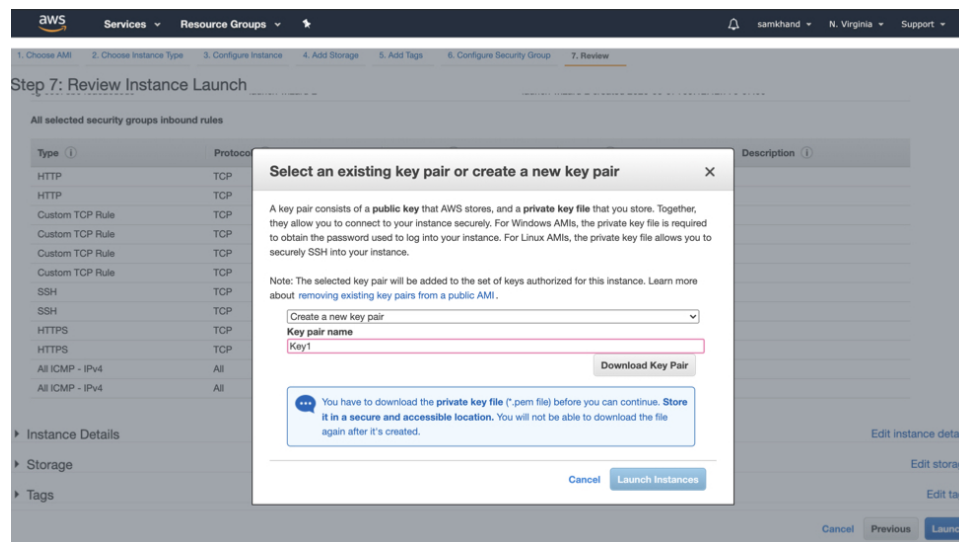 aws Services Resource Groups samkhand N. Virginia Support
1. Choose AMI 2. Choose Instance Type 3. Configure Instance 4. Add Storage 5. Add Tags 6. Configure Security Group 7. Review
Step 7: Review Instance Launch
All selected security groups inbound rules
Type Protocol Description
HTTP TCP
HTTP TCP
Custom TCP Rule TCP
Custom TCP Rule TCP
Custom TCP Rule TCP
Custom TCP Rule TCP
SSH TCP
SSH TCP
HTTPS TCP
HTTPS TCP
All ICMP - IPv4 All
All ICMP - IPv4 All
Instance Details Edit instance deta
Storage Edit stora
Tags Edit ta
Cancel Previous Launc
Select an existing key pair or create a new key pair
A key pair consists of a public key that AWS stores, and a private key file that you store. Together,
they allow you to connect to your instance securely. For Windows AMIs, the private key file is required
to obtain the password used to log into your instance. For Linux AMIs, the private key file allows you to
securely SSH into your instance.
Note: The selected key pair will be added to the set of keys authorized for this instance. Learn more
about removing existing key pairs from a public AMI.
Create a new key pair
Key pair name
Key1
Download Key Pair
You have to download the private key file (*.pem file) before you can continue. Store
it in a secure and accessible location. You will not be able to download the file
again after it's created.
Cancel Launch Instances